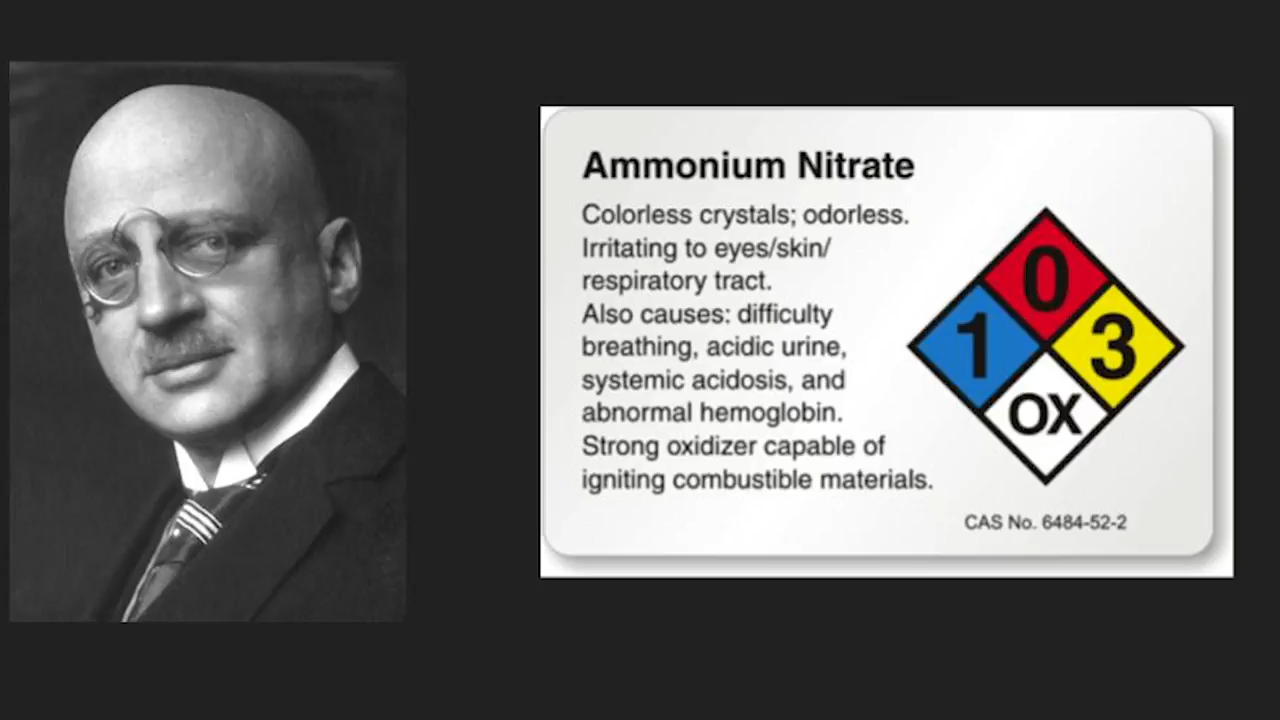 Ammonium Nitrate
Colorless crystals; odorless.
Irritating to eyes/skin/
respiratory tract.
Also causes: difficulty
breathing, acidic urine,
systemic acidosis, and
abnormal hemoglobin.
Strong oxidizer capable of
igniting combustible materials.
0
1
3
OX
CAS No. 6484-52-2